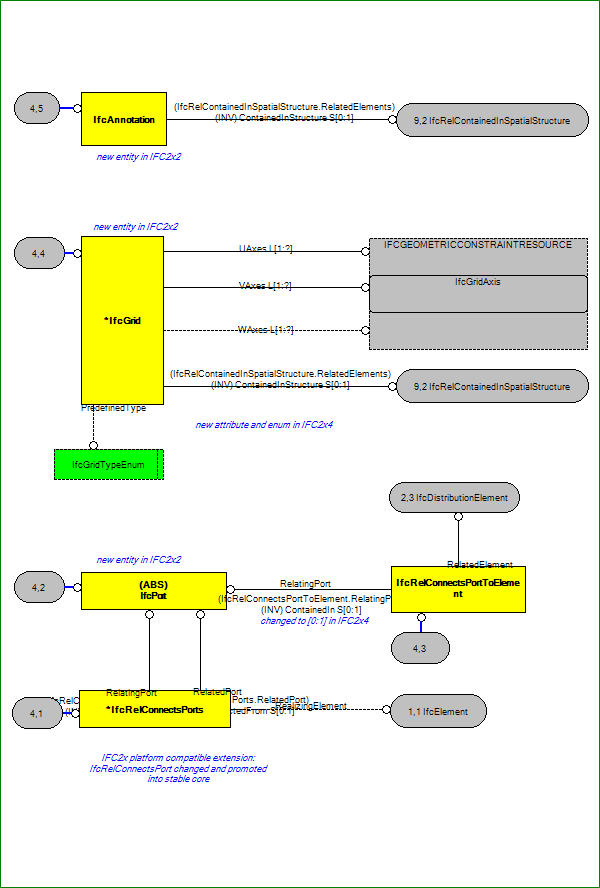 (IfcRelContainedInSpatialStructure.RelatedElements)
4,5
IfcAnnotation
(INV) ContainedInStructure S[0:1]
9,2 IfcRelContainedInSpatialStructure
new entity in IFC2x2
new entity in IFC2x2
4,4
UAxes L[1:?]
IFCGEOMETRICCONSTRAINTRESOURCE
VAxes L[1:?]
IfcGridAxis
*IfcGrid
WAxes L[1:?]
(IfcRelContainedInSpatialStructure.RelatedElements)
(INV) ContainedInStructure S[0:1]
9,2 IfcRelContainedInSpatialStructure
PredefinedType
new attribute and enum in IFC2x4
IfcGridTypeEnum
2,3 IfcDistributionElement
new entity in IFC2x2
RelatedElement
4,2
(ABS)
IfcPort
RelatingPort
IfcRelConnectsPortToEleme
nt
(IfcRelConnectsPortToElement.RelatingP
(INV) ContainedIn S[0:1]
changed to [0:1] in IFC2x4
4,3
RelatingPort
RelatedPort
4,1
*IfcRelConnectsPorts
Ports.RelatedPort)
ctedFrom S[0:1]
RealizingElement
1,1 IfcElement
IFC2x platform compatible extension:
IfcRelConnectsPort changed and promoted
into stable core